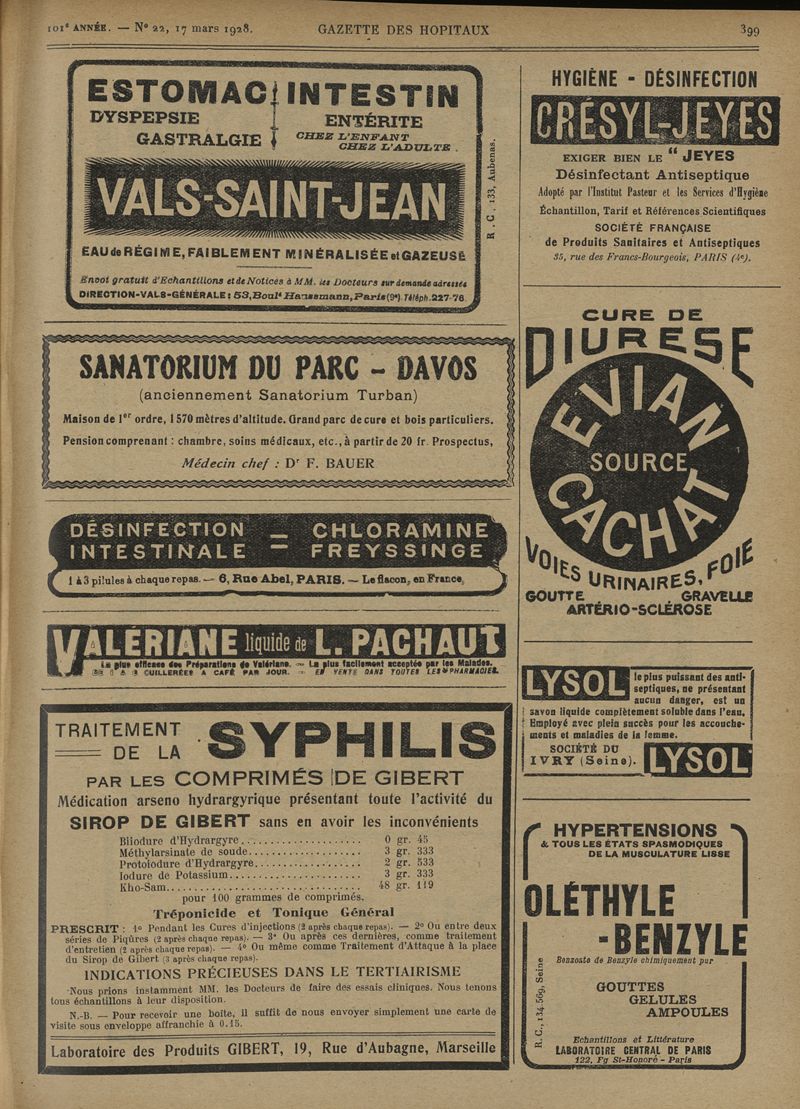 101e ANNÉE. — No 22, 17 mars 1928. GAZETTE DES HOPITAUX 399
ESTOMAC INTESTIN
DYSPEPSIE ENTÉRITE
GASTRALGIE CHEZ L'ENFANT
CHEZ L'ADULTE.
VALS-SAINT-JEAN
EAU de RÉGIME, FAIBLEMENT MINÉRALISÉE et GAZEUSE
Envoi gratuit d'Echantillons et de Notices à MM. les Docteurs sur demande adressée
DIRECTION-VALS-GÉNÉRALE: 53, Bould Haussmann, Paris (9e). Téléph. 227-76.
R. C. 133, Aubenas.
SANATORIUM DU PARC - DAVOS
(anciennement Sanatorium Turban)
Maison de 1er ordre, 1570 mètres d'altitude. Grand parc de cure et bois particuliers.
Pension comprenant: chambre, soins médicaux, etc., à partir de 20 fr. Prospectus,
Médecin chef : Dr F. BAUER
DÉSINFECTION — CHLORAMINE
INTESTINALE — FREYSSINGE
1 à 3 pilules à chaque repas. — 6, Rue Abel, PARIS. — Le flacon, en France,
VALÉRIANE liquide de L. PACHAUT
La plus efficace des Préparations de Valériane. — La plus facilement acceptée par les Malades.
CUILLERÉES A CAFÉ PAR JOUR. — EN VENTE DANS TOUTES LES PHARMACIES.
TRAITEMENT
DE LA SYPHILIS
PAR LES COMPRIMÉS DE GIBERT
Médication arseno hydrargyrique présentant toute l'activité du
SIROP DE GIBERT sans en avoir les inconvénients
Biiodure d'Hydrargyre.................... 0 gr. 45
Méthylarsinate de soude.................... 3 gr. 333
Protoiodure d'Hydrargyre.................... 2 gr. 533
Iodure de Potassium.................... 3 gr. 333
Kho-Sam.............................. 48 gr. 119
pour 100 grammes de comprimés.
Tréponicide et Tonique Général
PRESCRIT : 1o Pendant les Cures d'injections (2 après chaque repas). — 2o Ou entre deux
séries de Piqûres (2 après chaque repas). — 3o Ou après ces dernières, comme traitement
d'entretien (2 après chaque repas). — 4o Ou même comme Traitement d'Attaque à la place
du Sirop de Gibert (3 après chaque repas).
INDICATIONS PRÉCIEUSES DANS LE TERTIARISME
Nous prions instamment MM. les Docteurs de faire des essais cliniques. Nous tenons
tous échantillons à leur disposition.
N.-B. — Pour recevoir une boîte, il suffit de nous envoyer simplement une carte de
visite sous enveloppe affranchie à 0.15.
Laboratoire des Produits GIBERT, 19, Rue d'Aubagne, Marseille
HYGIÈNE - DÉSINFECTION
CRÉSYL-JEYES
EXIGER BIEN LE " JEYES
Désinfectant Antiseptique
Adopté par l'Institut Pasteur et les Services d'Hygiène
Échantillon, Tarif et Références Scientifiques
SOCIÉTÉ FRANÇAISE
de Produits Sanitaires et Antiseptiques
35, rue des Francs-Bourgeois, PARIS (4e).
CURE DE
DIURESE
EVIAN
SOURCE
CACHAT
VOIES URINAIRES, FOIE
GOUTTE GRAVELLE
ARTÉRIO-SCLÉROSE
LYSOL le plus puissant des anti-
septiques, ne présentant
aucun danger, est un
savon liquide complètement soluble dans l'eau.
Employé avec plein succès pour les accouche-
ments et maladies de la femme.
SOCIÉTÉ DU
IVRY (Seine). LYSOL
HYPERTENSIONS
& TOUS LES ÉTATS SPASMODIQUES
DE LA MUSCULATURE LISSE
OLÉTHYLE
-BENZYLE
Benzoate de Benzyle chimiquement pur
GOUTTES
GELULES
AMPOULES
Echantillons et Littérature
LABORATOIRE CENTRAL DE PARIS
122, Fg St-Honoré - Paris
R. C., 134 569, Seine